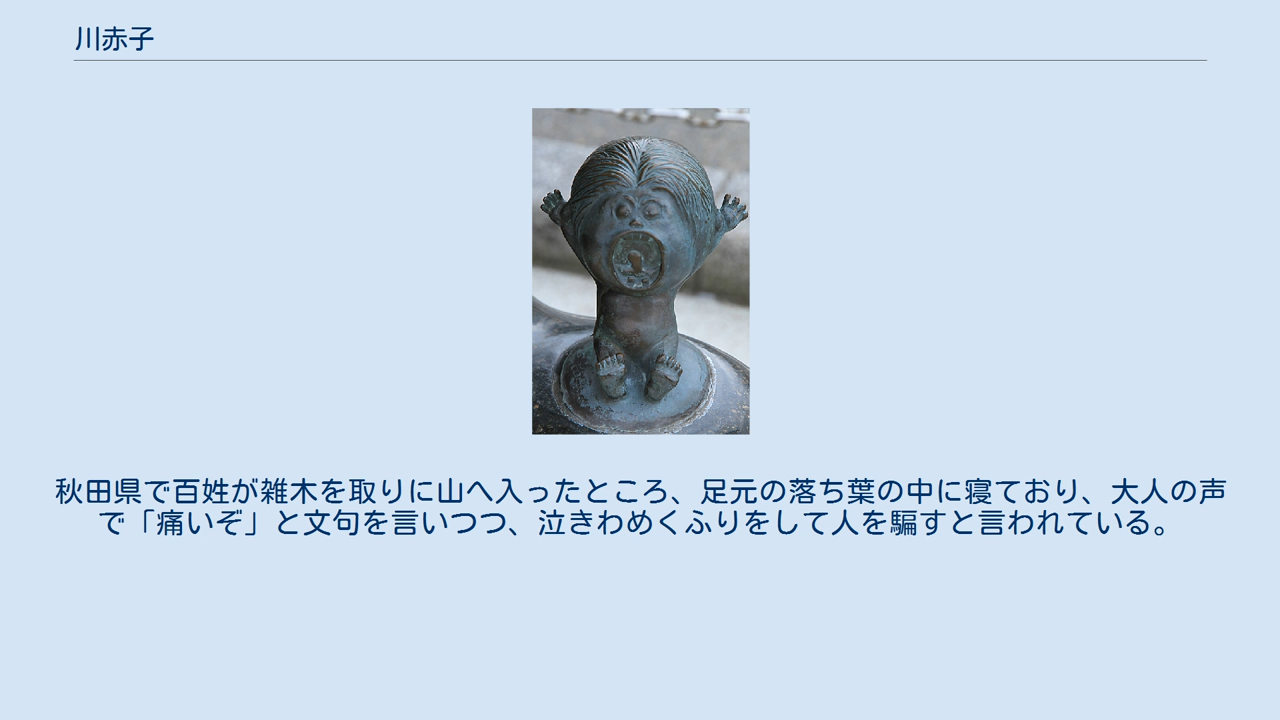 川赤子
秋田県で百姓が雑木を取りに山へ入ったところ、足元の落ち葉の中に寝ており、大人の声
で「痛いぞ」と文句を言いつつ、泣きわめくふりをして人を騙すと言われている。